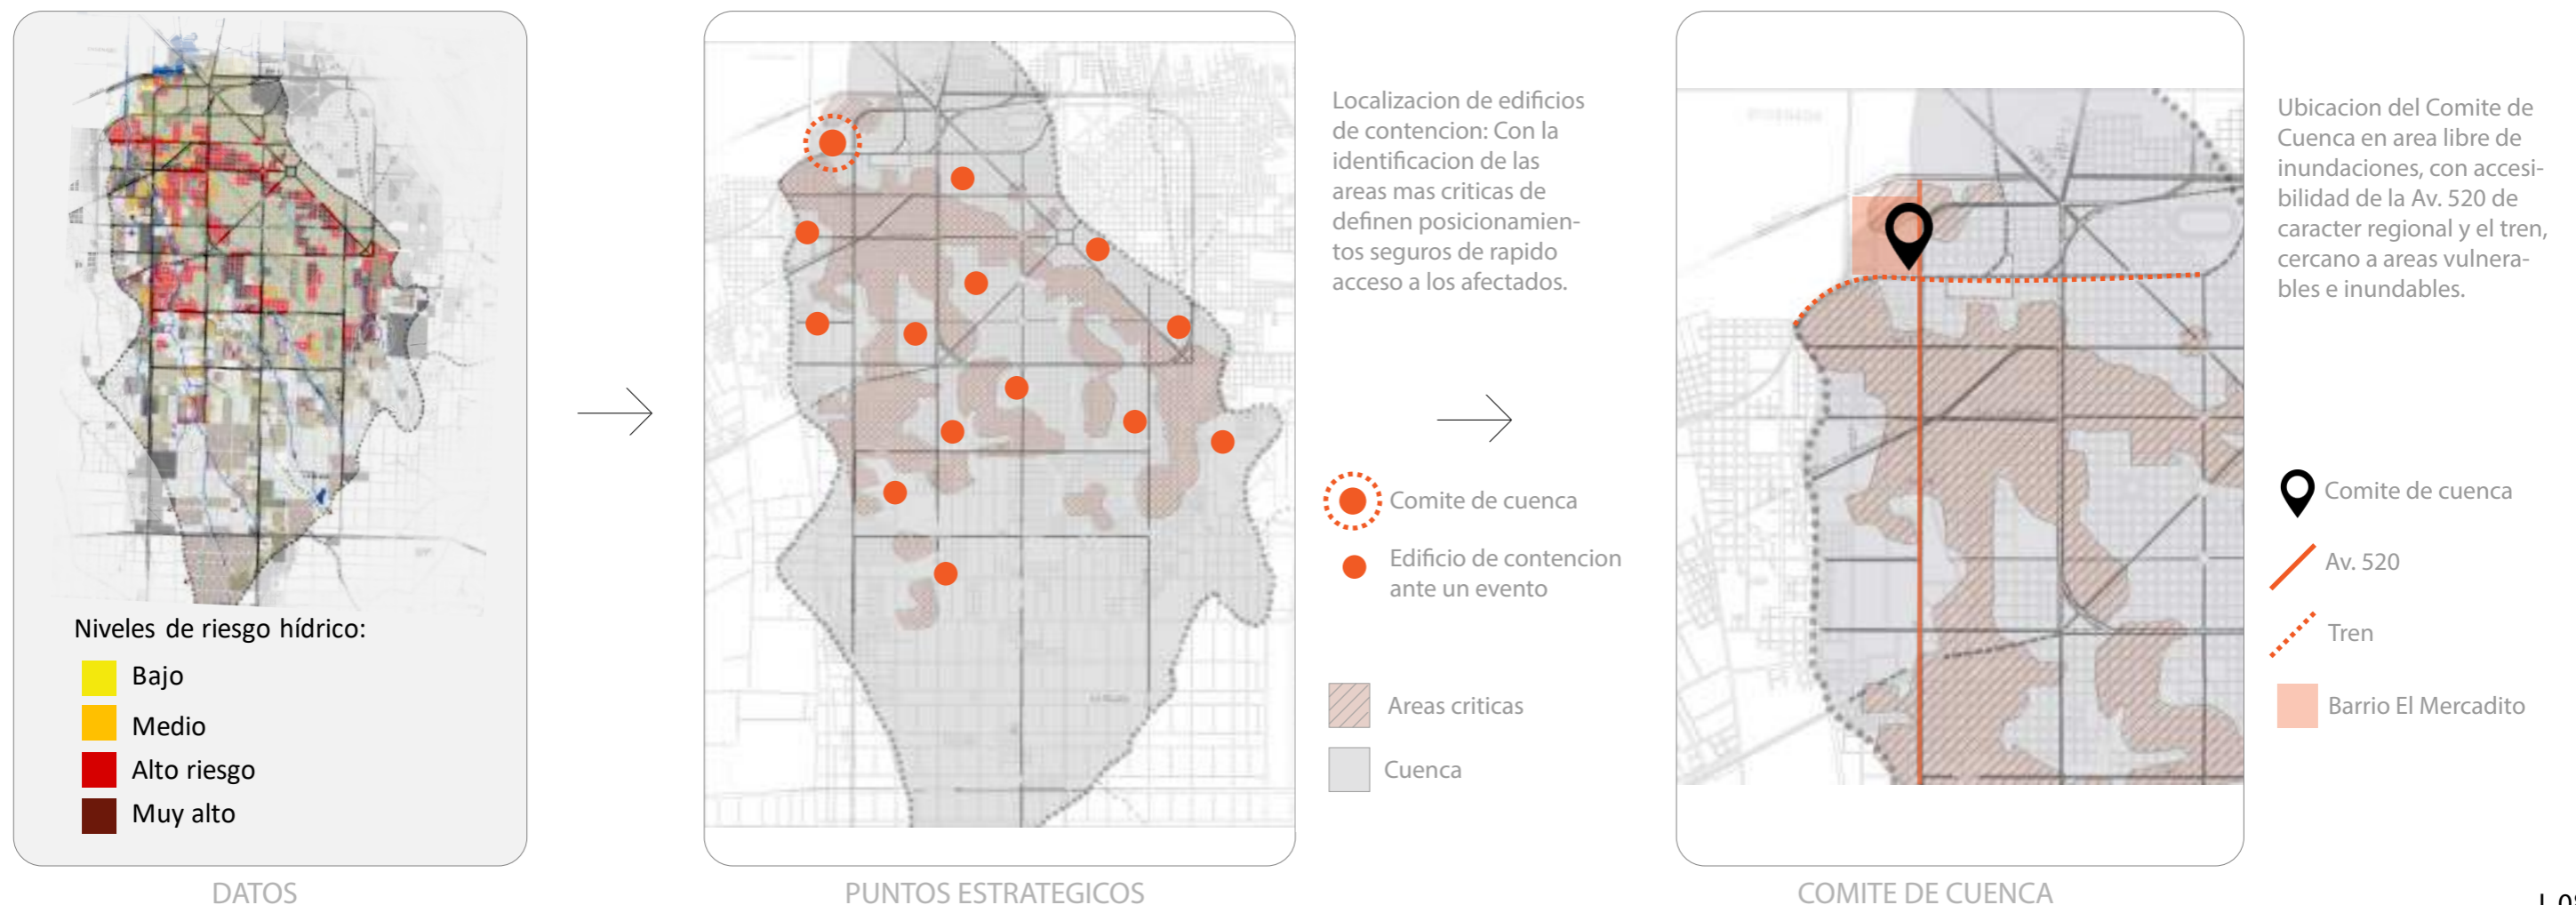 Niveles de riesgo hídrico:
Bajo
Medio
Alto riesgo
Muy alto
DATOS
Localizacion de edificios
de contencion: Con la
identificacion de las
areas mas criticas de
definen posicionamien-
tos seguros de rapido
acceso a los afectados.
Comite de cuenca
Edificio de contencion
ante un evento
Areas criticas
Cuenca
PUNTOS ESTRATEGICOS
Ubicacion del Comite de
Cuenca en area libre de
inundaciones, con accesi-
bilidad de la Av. 520 de
caracter regional y el tren,
cercano a areas vulnera-
bles e inundables.
Comite de cuenca
Av. 520
Tren
Barrio El Mercadito
COMITE DE CUENCA